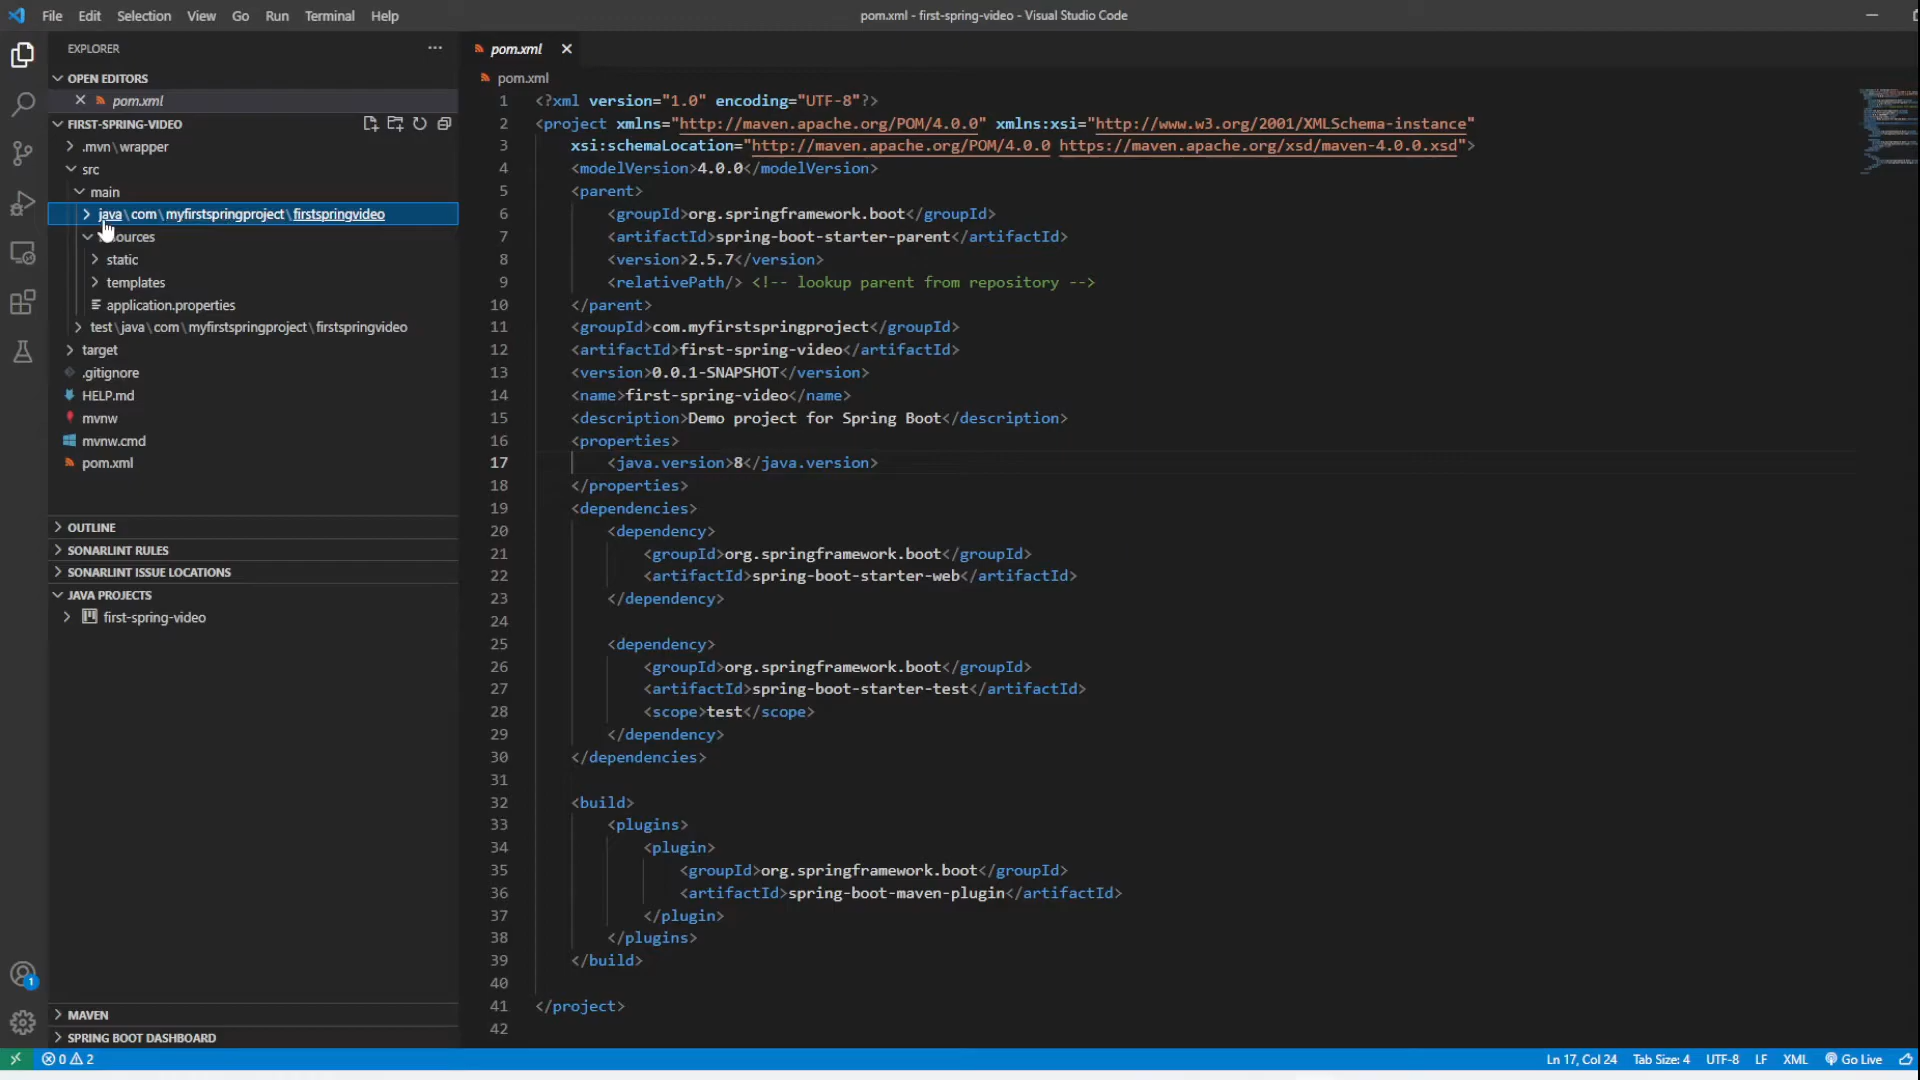 File Edit Selection View Go Run Terminal Help
pom.xml - first-spring-video - Visual Studio Code
EXPLORER
OPEN EDITORS
pom.xml
FIRST-SPRING-VIDEO
.mvn\wrapper
src
main
java\com\myfirstspringproject\firstspringvideo
static
templates
application.properties
test\java\com\myfirstspringproject\firstspringvideo
target
.gitignore
HELP.md
mvnw
mvnw.cmd
pom.xml
OUTLINE
SONARLINT RULES
SONARLINT ISSUE LOCATIONS
JAVA PROJECTS
first-spring-video
MAVEN
SPRING BOOT DASHBOARD
pom.xml
pom.xml
1 <?xml version="1.0" encoding="UTF-8"?>
2 <project xmlns="http://maven.apache.org/POM/4.0.0" xmlns:xsi="http://www.w3.org/2001/XMLSchema-instance"
3 xsi:schemaLocation="http://maven.apache.org/POM/4.0.0 https://maven.apache.org/xsd/maven-4.0.0.xsd">
4 <modelVersion>4.0.0</modelVersion>
5 <parent>
6 <groupId>org.springframework.boot</groupId>
7 <artifactId>spring-boot-starter-parent</artifactId>
8 <version>2.5.7</version>
9 <relativePath/> <!-- lookup parent from repository -->
10 </parent>
11 <groupId>com.myfirstspringproject</groupId>
12 <artifactId>first-spring-video</artifactId>
13 <version>0.0.1-SNAPSHOT</version>
14 <name>first-spring-video</name>
15 <description>Demo project for Spring Boot</description>
16 <properties>
17 <java.version>8</java.version>
18 </properties>
19 <dependencies>
20 <dependency>
21 <groupId>org.springframework.boot</groupId>
22 <artifactId>spring-boot-starter-web</artifactId>
23 </dependency>
24
25 <dependency>
26 <groupId>org.springframework.boot</groupId>
27 <artifactId>spring-boot-starter-test</artifactId>
28 <scope>test</scope>
29 </dependency>
30 </dependencies>
31
32 <build>
33 <plugins>
34 <plugin>
35 <groupId>org.springframework.boot</groupId>
36 <artifactId>spring-boot-maven-plugin</artifactId>
37 </plugin>
38 </plugins>
39 </build>
40
41 </project>
42
1
0 2
Ln 17, Col 24 Tab Size: 4 UTF-8 LF XML Go Live